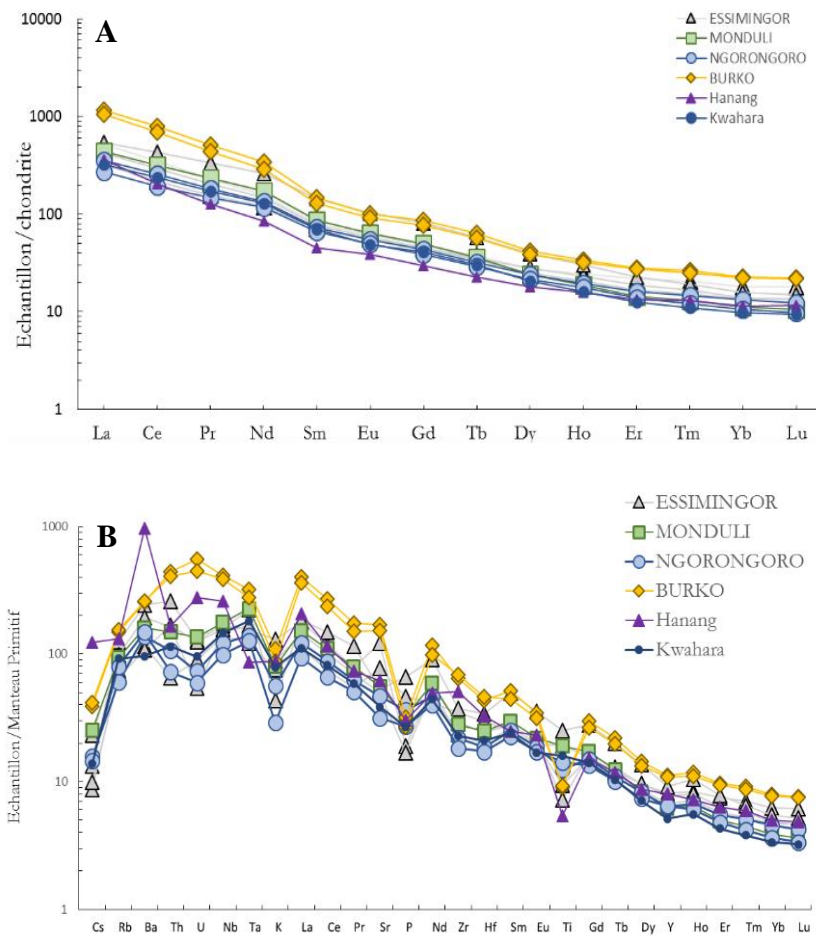 A
10000
1000
100
10
1
Echantillon/chondrite
ESSIMINGOR
MONDULI
NGORONGORO
BURKO
Hanang
Kwahara
La Ce Pr Nd Sm Eu Gd Tb Dy Ho Er Tm Yb Lu
B
1000
100
10
1
Echantillon/Manteau Primitif
ESSIMINGOR
MONDULI
NGORONGORO
BURKO
Hanang
Kwahara
Cs Rb Ba Th U Nb Ta K La Ce Pr Sr P Nd Zr Hf Sm Eu Ti Gd Tb Dy Y Ho Er Tm Yb Lu